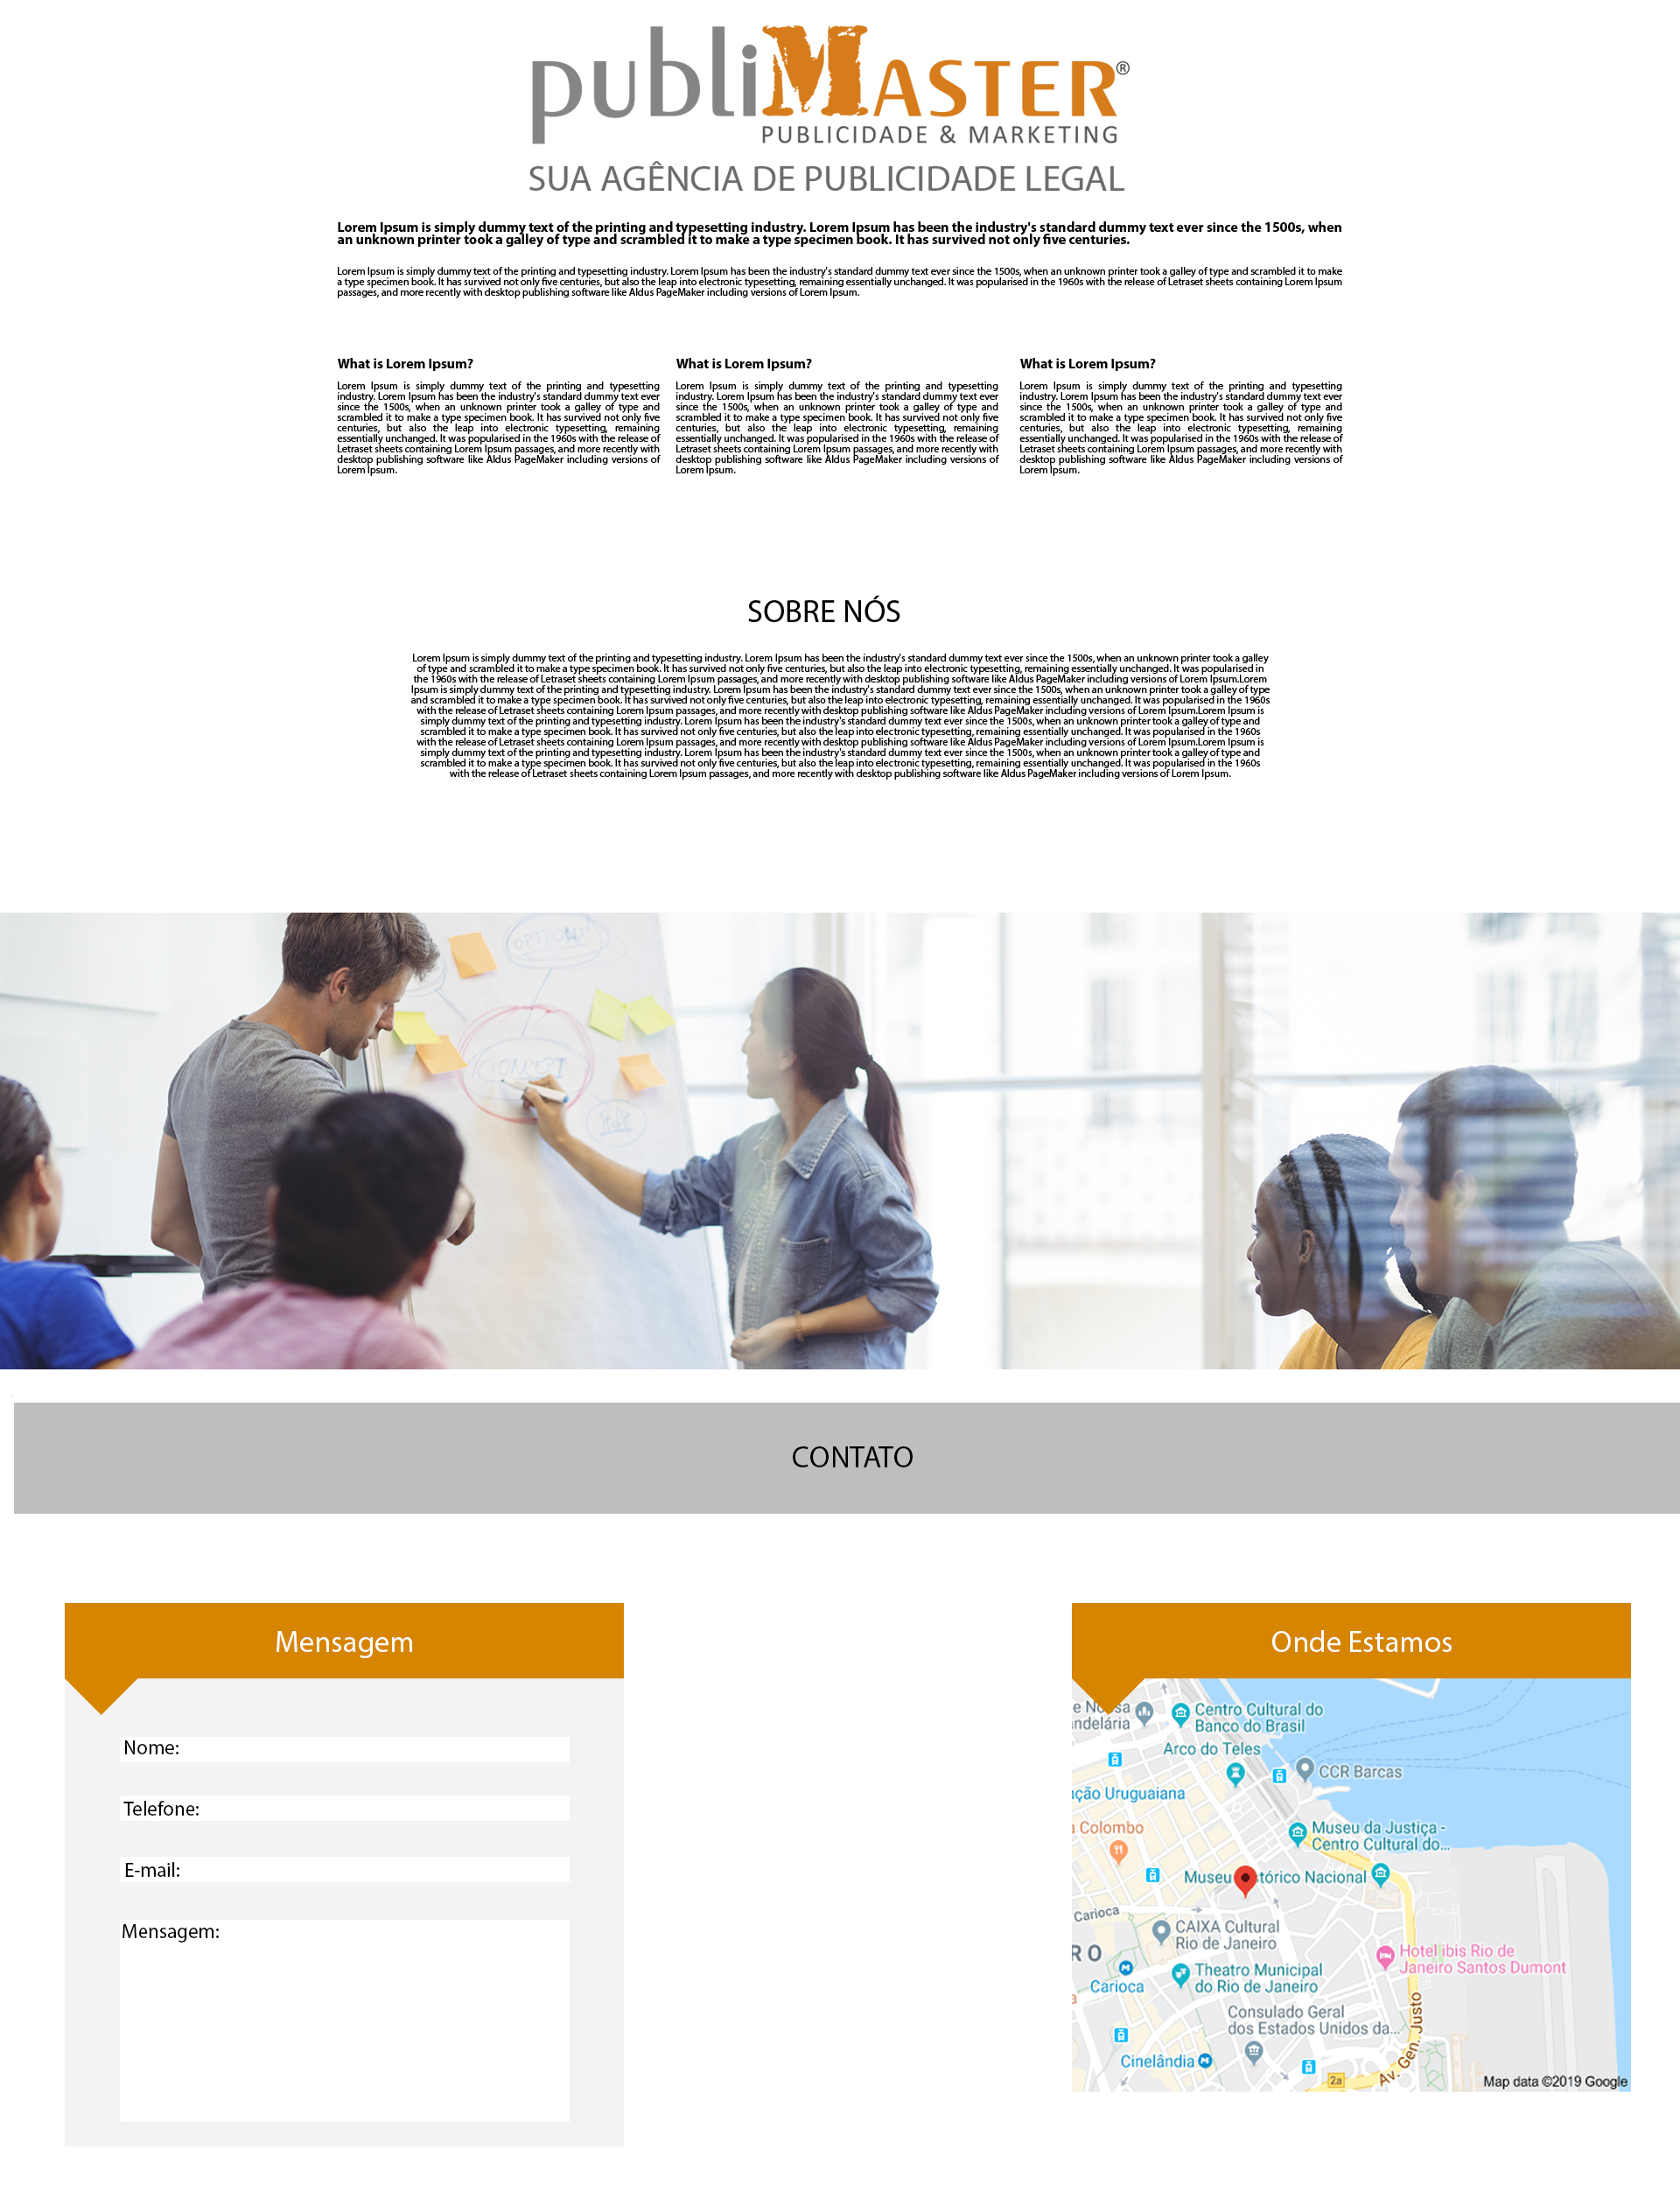 publiMASTER®
PUBLICIDADE & MARKETING
SUA AGÊNCIA DE PUBLICIDADE LEGAL
Lorem Ipsum is simply dummy text of the printing and typesetting industry. Lorem Ipsum has been the industry's standard dummy text ever since the 1500s, when
an unknown printer took a galley of type and scrambled it to make a type specimen book. It has survived not only five centuries.
Lorem Ipsum is simply dummy text of the printing and typesetting industry. Lorem Ipsum has been the industry's standard dummy text ever since the 1500s, when an unknown printer took a galley of type and scrambled it to make
a type specimen book. It has survived not only five centuries, but also the leap into electronic typesetting, remaining essentially unchanged. It was popularised in the 1960s with the release of Letraset sheets containing Lorem Ipsum
passages, and more recently with desktop publishing software like Aldus PageMaker including versions of Lorem Ipsum.
What is Lorem Ipsum?
Lorem Ipsum is simply dummy text of the printing and typesetting
industry. Lorem Ipsum has been the industry's standard dummy text ever
since the 1500s, when an unknown printer took a galley of type and
scrambled it to make a type specimen book. It has survived not only five
centuries, but also the leap into electronic typesetting, remaining
essentially unchanged. It was popularised in the 1960s with the release of
Letraset sheets containing Lorem Ipsum passages, and more recently with
desktop publishing software like Aldus PageMaker including versions of
Lorem Ipsum.
What is Lorem Ipsum?
Lorem Ipsum is simply dummy text of the printing and typesetting
industry. Lorem Ipsum has been the industry's standard dummy text ever
since the 1500s, when an unknown printer took a galley of type and
scrambled it to make a type specimen book. It has survived not only five
centuries, but also the leap into electronic typesetting, remaining
essentially unchanged. It was popularised in the 1960s with the release of
Letraset sheets containing Lorem Ipsum passages, and more recently with
desktop publishing software like Aldus PageMaker including versions of
Lorem Ipsum.
What is Lorem Ipsum?
Lorem Ipsum is simply dummy text of the printing and typesetting
industry. Lorem Ipsum has been the industry's standard dummy text ever
since the 1500s, when an unknown printer took a galley of type and
scrambled it to make a type specimen book. It has survived not only five
centuries, but also the leap into electronic typesetting, remaining
essentially unchanged. It was popularised in the 1960s with the release of
Letraset sheets containing Lorem Ipsum passages, and more recently with
desktop publishing software like Aldus PageMaker including versions of
Lorem Ipsum.
SOBRE NÓS
Lorem Ipsum is simply dummy text of the printing and typesetting industry. Lorem Ipsum has been the industry's standard dummy text ever since the 1500s, when an unknown printer took a galley
of type and scrambled it to make a type specimen book. It has survived not only five centuries, but also the leap into electronic typesetting, remaining essentially unchanged. It was popularised in
the 1960s with the release of Letraset sheets containing Lorem Ipsum passages, and more recently with desktop publishing software like Aldus PageMaker including versions of Lorem Ipsum.Lorem
Ipsum is simply dummy text of the printing and typesetting industry. Lorem Ipsum has been the industry's standard dummy text ever since the 1500s, when an unknown printer took a galley of type
and scrambled it to make a type specimen book. It has survived not only five centuries, but also the leap into electronic typesetting, remaining essentially unchanged. It was popularised in the 1960s
with the release of Letraset sheets containing Lorem Ipsum passages, and more recently with desktop publishing software like Aldus PageMaker including versions of Lorem Ipsum.Lorem Ipsum is
simply dummy text of the printing and typesetting industry. Lorem Ipsum has been the industry's standard dummy text ever since the 1500s, when an unknown printer took a galley of type and
scrambled it to make a type specimen book. It has survived not only five centuries, but also the leap into electronic typesetting, remaining essentially unchanged. It was popularised in the 1960s
with the release of Letraset sheets containing Lorem Ipsum passages, and more recently with desktop publishing software like Aldus PageMaker including versions of Lorem Ipsum.Lorem Ipsum is
simply dummy text of the printing and typesetting industry. Lorem Ipsum has been the industry's standard dummy text ever since the 1500s, when an unknown printer took a galley of type and
scrambled it to make a type specimen book. It has survived not only five centuries, but also the leap into electronic typesetting, remaining essentially unchanged. It was popularised in the 1960s
with the release of Letraset sheets containing Lorem Ipsum passages, and more recently with desktop publishing software like Aldus PageMaker including versions of Lorem Ipsum.
CONCEPT
CONTATO
Mensagem
Nome:
Telefone:
E-mail:
Mensagem:
Onde Estamos
Centro Cultural do
Banco do Brasil
Arco do Teles
CCR Barcas
Uruguaiana
Colombo
Museu da Justiça -
Centro Cultural do...
Nacional
Carioca
CAIXA Cultural
Rio de Janeiro
Hotel ibis Rio de
Janeiro Santos Dumont
Theatro Municipal
do Rio de Janeiro
Carioca
Consulado Geral
dos Estados Unidos da...
Cinelândia
Av. Gen. Justo
2a
Map data ©2019 Google